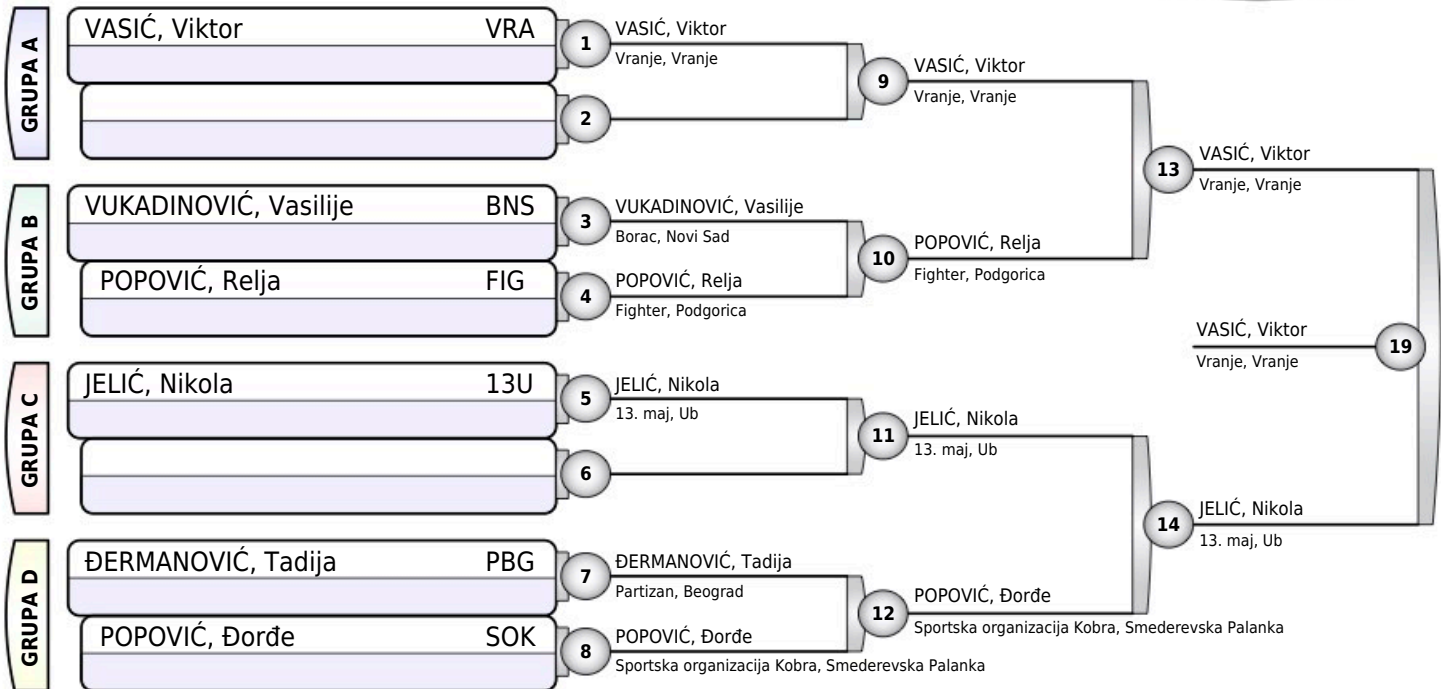 GRUPA A
VASIĆ, Viktor VRA
1
VASIĆ, Viktor
Vranje, Vranje
2
9
VASIĆ, Viktor
Vranje, Vranje
GRUPA B
VUKADINOVIĆ, Vasilije BNS
POPOVIĆ, Relja FIG
3
VUKADINOVIĆ, Vasilije
Borac, Novi Sad
4
POPOVIĆ, Relja
Fighter, Podgorica
10
POPOVIĆ, Relja
Fighter, Podgorica
13
VASIĆ, Viktor
Vranje, Vranje
GRUPA C
JELIĆ, Nikola 13U
5
JELIĆ, Nikola
13. maj, Ub
6
11
JELIĆ, Nikola
13. maj, Ub
GRUPA D
ĐERMANOVIĆ, Tadija PBG
POPOVIĆ, Đorđe SOK
7
ĐERMANOVIĆ, Tadija
Partizan, Beograd
8
POPOVIĆ, Đorđe
Sportska organizacija Kobra, Smederevska Palanka
12
POPOVIĆ, Đorđe
Sportska organizacija Kobra, Smederevska Palanka
14
JELIĆ, Nikola
13. maj, Ub
VASIĆ, Viktor
Vranje, Vranje
19